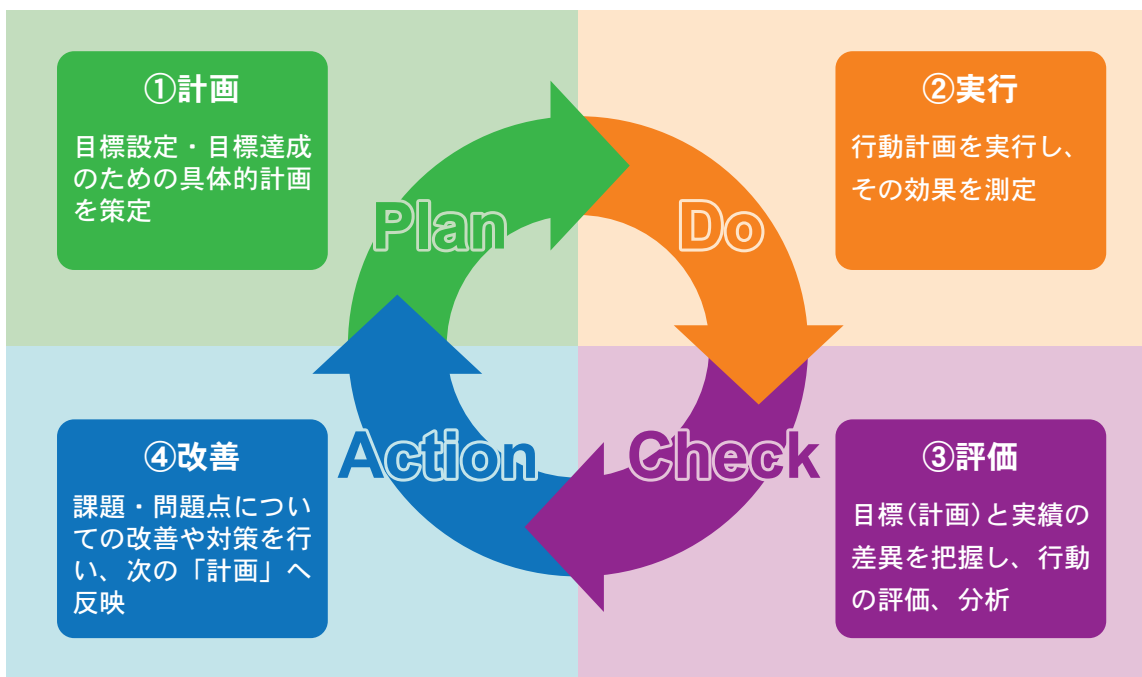 ①計画
目標設定・目標達成
のための具体的計画
を策定
Plan
②実行
行動計画を実行し、
その効果を測定
Do
③評価
目標(計画)と実績の
差異を把握し、行動
の評価、分析
Check
④改善
課題・問題点につい
ての改善や対策を行
い、次の「計画」へ
反映
Action